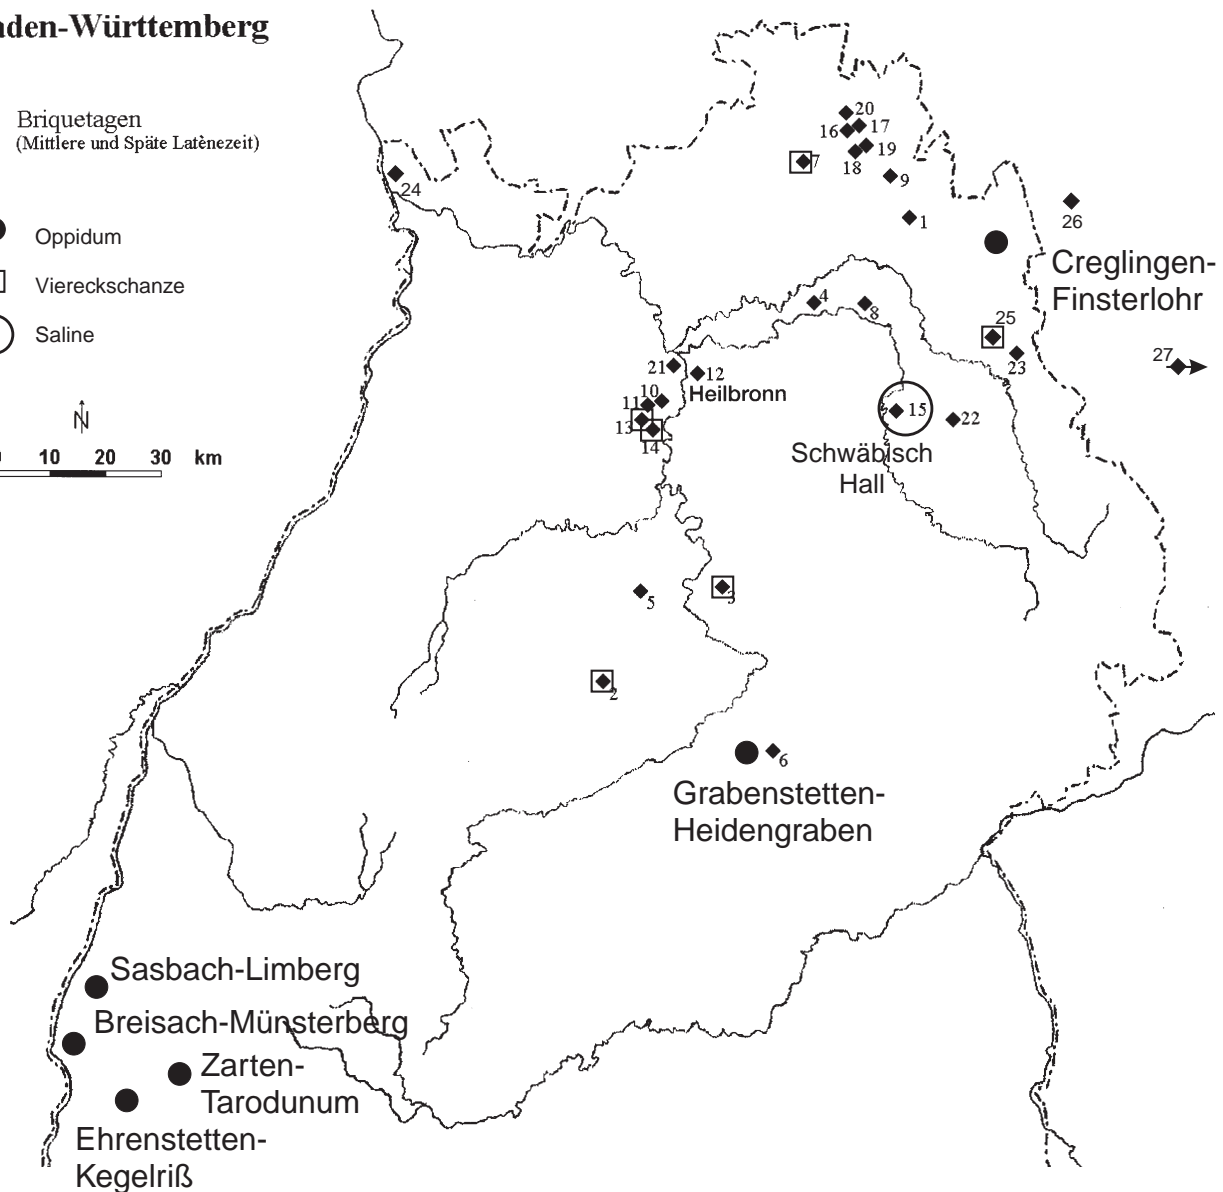 aden-Württemberg
Briquetagen
(Mittlere und Späte Latènezeit)
Oppidum
Viereckschanze
Saline
N
0 10 20 30 km
20
16 17
19
18
7
9
1
24
26
Creglingen-
Finsterlohr
4
8
25
23
27
21
12
Heilbronn
10
11
13
14
15
22
Schwäbisch
Hall
5
3
2
6
Grabenstetten-
Heidengraben
Sasbach-Limberg
Breisach-Münsterberg
Zarten-
Tarodunum
Ehrenstetten-
Kegelriß